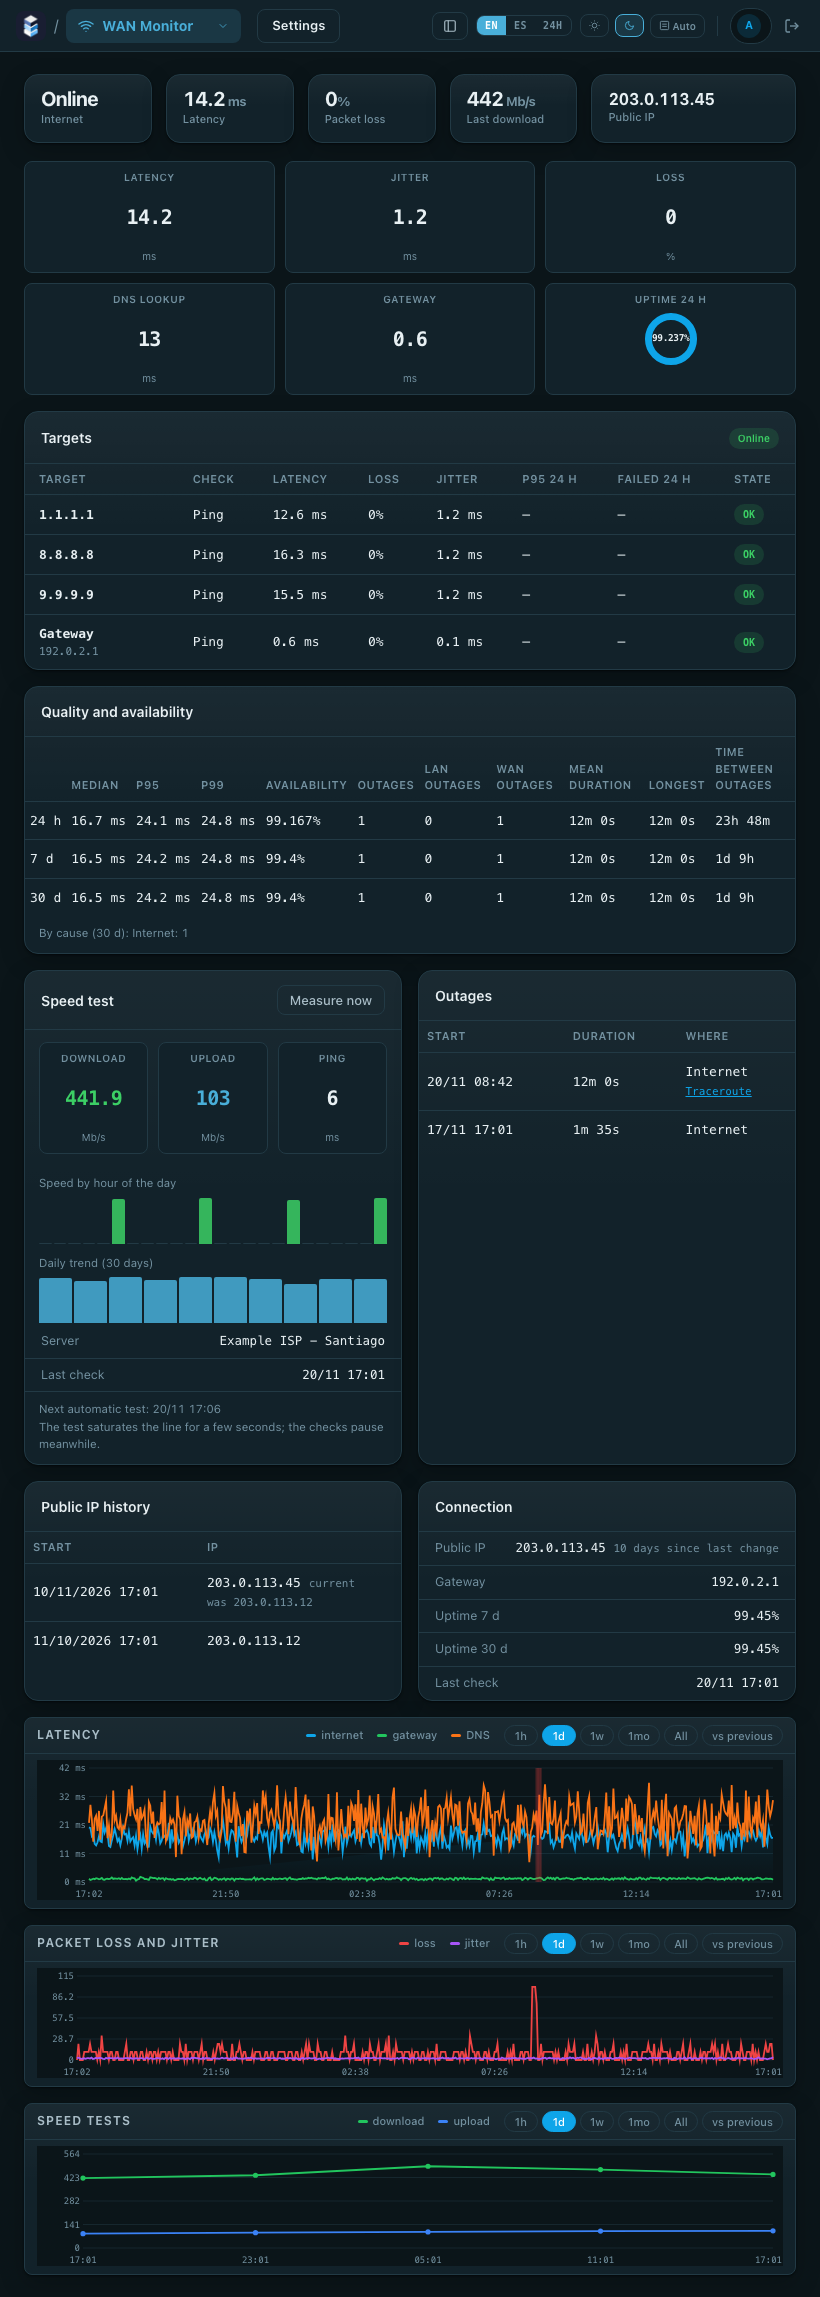 / WAN Monitor Settings EN ES 24H Auto A
Online 14.2 ms 0% 442 Mb/s 203.0.113.45
Internet Latency Packet loss Last download Public IP
LATENCY JITTER LOSS
14.2 1.2 0
ms ms %
DNS LOOKUP GATEWAY UPTIME 24 H
13 0.6 99.237%
ms ms
Targets Online
TARGET CHECK LATENCY LOSS JITTER P95 24 H FAILED 24 H STATE
1.1.1.1 Ping 12.6 ms 0% 1.2 ms – – OK
8.8.8.8 Ping 16.3 ms 0% 1.2 ms – – OK
9.9.9.9 Ping 15.5 ms 0% 1.2 ms – – OK
Gateway Ping 0.6 ms 0% 0.1 ms – – OK
192.0.2.1
Quality and availability
MEDIAN P95 P99 AVAILABILITY OUTAGES LAN OUTAGES WAN OUTAGES MEAN DURATION LONGEST TIME BETWEEN OUTAGES
24 h 16.7 ms 24.1 ms 24.8 ms 99.167% 1 0 1 12m 0s 12m 0s 23h 48m
7 d 16.5 ms 24.2 ms 24.8 ms 99.4% 1 0 1 12m 0s 12m 0s 1d 9h
30 d 16.5 ms 24.2 ms 24.8 ms 99.4% 1 0 1 12m 0s 12m 0s 1d 9h
By cause (30 d): Internet: 1
Speed test Measure now
DOWNLOAD UPLOAD PING
441.9 103 6
Mb/s Mb/s ms
Speed by hour of the day
Daily trend (30 days)
Server Example ISP – Santiago
Last check 20/11 17:01
Next automatic test: 20/11 17:06
The test saturates the line for a few seconds; the checks pause
meanwhile.
Outages
START DURATION WHERE
20/11 08:42 12m 0s Internet
Traceroute
17/11 17:01 1m 35s Internet
Public IP history
START IP
10/11/2026 17:01 203.0.113.45 current
was 203.0.113.12
11/10/2026 17:01 203.0.113.12
Connection
Public IP 203.0.113.45 10 days since last change
Gateway 192.0.2.1
Uptime 7 d 99.45%
Uptime 30 d 99.45%
Last check 20/11 17:01
LATENCY internet gateway DNS 1h 1d 1w 1mo All vs previous
42 ms
32 ms
21 ms
11 ms
0 ms
17:02 21:50 02:38 07:26 12:14 17:01
PACKET LOSS AND JITTER loss jitter 1h 1d 1w 1mo All vs previous
115
86.2
57.5
28.7
0
17:02 21:50 02:38 07:26 12:14 17:01
SPEED TESTS download upload 1h 1d 1w 1mo All vs previous
564
423
282
141
0
17:01 23:01 05:01 11:01 17:01